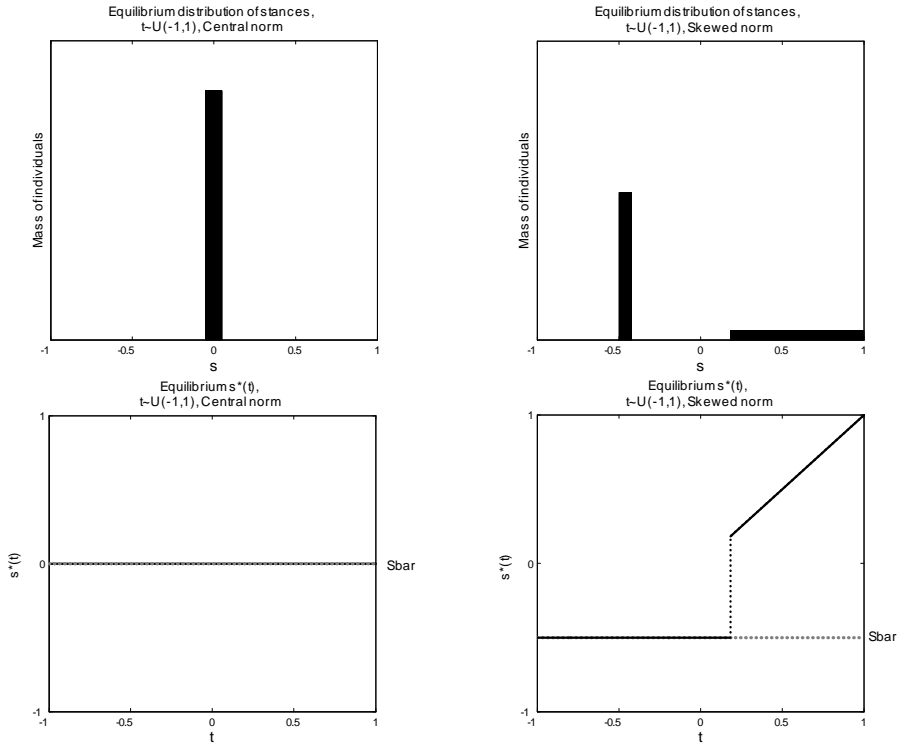 Equilibrium distribution of stances,
t~U(-1,1), Central norm
Mass of individuals
-1 -0.5 0 0.5 1
s
Equilibrium distribution of stances,
t~U(-1,1), Skewed norm
Mass of individuals
-1 -0.5 0 0.5 1
s
Equilibrium s*(t),
t~U(-1,1), Central norm
1
s*(t)
0
Sbar
-1
-1 -0.5 0 0.5 1
t
Equilibrium s*(t),
t~U(-1,1), Skewed norm
1
s*(t)
0
Sbar
-1
-1 -0.5 0 0.5 1
t